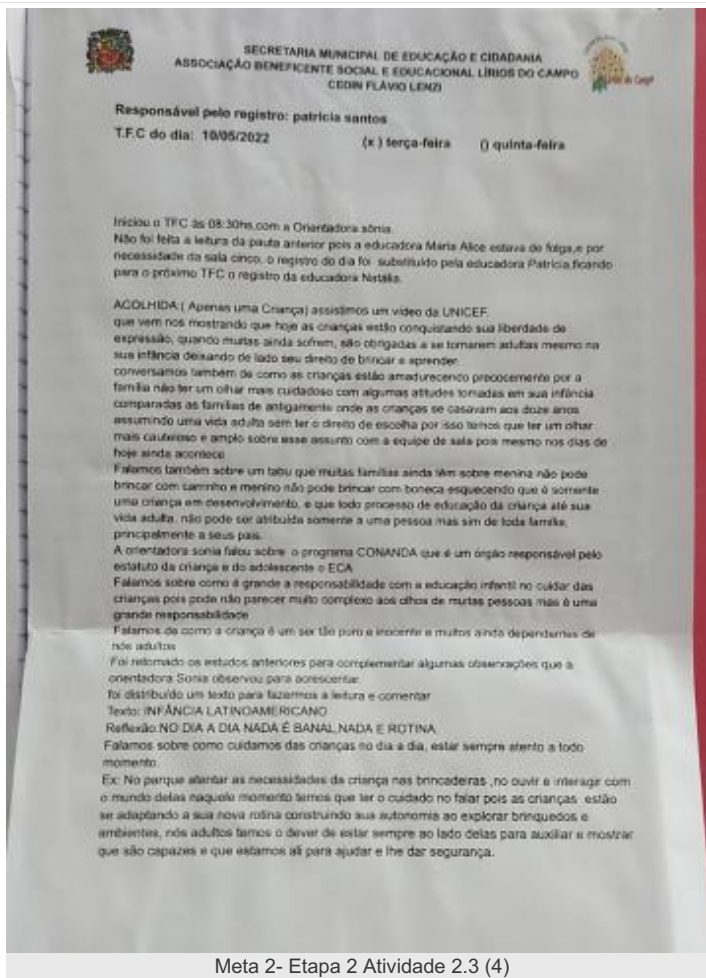 SECRETARIA MUNICIPAL DE EDUCAÇÃO E CIDADANIA
ASSOCIAÇÃO BENEFICENTE SOCIAL E EDUCACIONAL LÍRIOS DO CAMPO
CEDIN FLÁVIO LENZI
Responsável pelo registro: patricia santos
T.F.C do dia: 10/05/2022 (x ) terça-feira () quinta-feira
Iniciou o TFC às 08:30hs,com a Orientadora sônia.
Não foi feita a leitura da pauta anterior pois a educadora Maria Alice estava de folga,e por
necessidade da sala cinco, o registro do dia foi substituído pela educadora Patricia,ficando
para o próximo TFC o registro da educadora Natália.
ACOLHIDA:( Apenas uma Criança) assistimos um vídeo da UNICEF.
que vem nos mostrando que hoje as crianças estão conquistando sua liberdade de
expressão, quando muitas ainda sofrem, são obrigadas a se tornarem adultas mesmo na
sua infância deixando de lado seu direito de brincar e aprender.
conversamos também de como as crianças estão amadurecendo precocemente por a
família não ter um olhar mais cuidadoso com algumas atitudes tomadas em sua infância
comparadas as famílias de antigamente onde as crianças se casavam aos doze anos
assumindo uma vida adulta sem ter o direito de escolha por isso temos que ter um olhar
mais cauteloso e amplo sobre esse assunto com a equipe de sala pois mesmo nos dias de
hoje ainda acontece
Falamos também sobre um tabu que muitas famílias ainda têm sobre menina não pode
brincar com carrinho e menino não pode brincar com boneca esquecendo que é somente
uma criança em desenvolvimento, e que todo processo de educação da criança até sua
vida adulta, não pode ser atribuída somente a uma pessoa mas sim de toda família,
principalmente a seus pais.
A orientadora sonia falou sobre o programa CONANDA que é um órgão responsável pelo
estatuto da criança e do adolescente o ECA
Falamos sobre como é grande a responsabilidade com a educação infantil no cuidar das
crianças pois pode não parecer muito complexo aos olhos de muitas pessoas mas é uma
grande responsabilidade
Falamos de como a criança é um ser tão puro e inocente e muitos ainda dependentes de
nós adultos
Foi retomado os estudos anteriores para complementar algumas observações que a
orientadora Sonia observou para acrescentar.
foi distribuído um texto para fazermos a leitura e comentar
Texto: INFÂNCIA LATINOAMERICANO
Reflexão:NO DIA A DIA NADA É BANAL,NADA E ROTINA
Falamos sobre como cuidamos das crianças no dia a dia, estar sempre atento a todo
momento.
Ex: No parque atentar as necessidades da criança nas brincadeiras ,no ouvir e interagir com
o mundo delas naquele momento temos que ter o cuidado no falar pois as crianças estão
se adaptando a sua nova rotina construindo sua autonomia ao explorar brinquedos e
ambientes, nós adultos temos o dever de estar sempre ao lado delas para auxiliar e mostrar
que são capazes e que estamos ali para ajudar e lhe dar segurança.
Meta 2- Etapa 2 Atividade 2.3 (4)